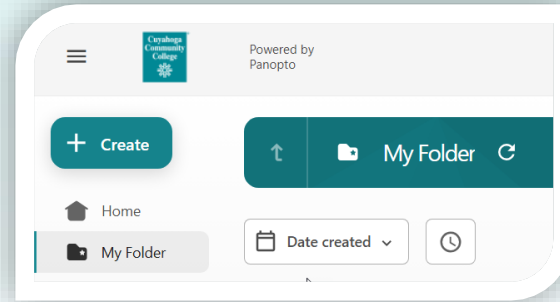 Cuyahoga
Community
College
Powered by
Panopto
Create
My Folder
Home
My Folder
Date created